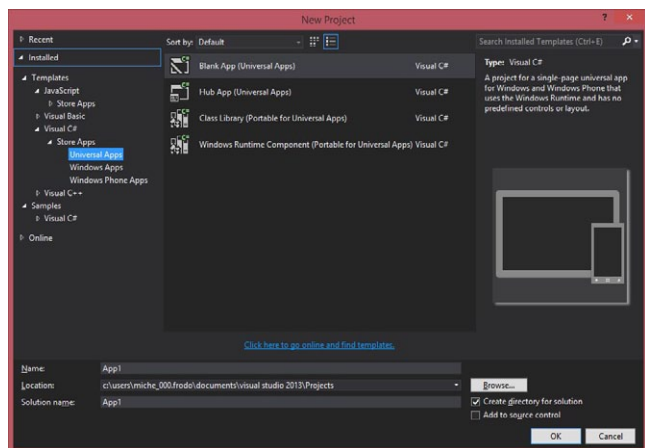 New Project
? ×
Recent
Installed
Templates
JavaScript
Store Apps
Visual Basic
Visual C#
Store Apps
Universal Apps
Windows Apps
Windows Phone Apps
Visual C++
Samples
Visual C#
Online
Sort by: Default
Blank App (Universal Apps) Visual C#
Hub App (Universal Apps) Visual C#
Class Library (Portable for Universal Apps) Visual C#
Windows Runtime Component (Portable for Universal Apps) Visual C#
Click here to go online and find templates.
Search Installed Templates (Ctrl+E)
Type: Visual C#
A project for a single-page universal app
for Windows and Windows Phone that
uses the Windows Runtime and has no
predefined controls or layout.
Name: App1
Location: c:\users\miche_000.frodo\documents\visual studio 2013\Projects
Solution name: App1
Browse...
Create directory for solution
Add to source control
OK Cancel